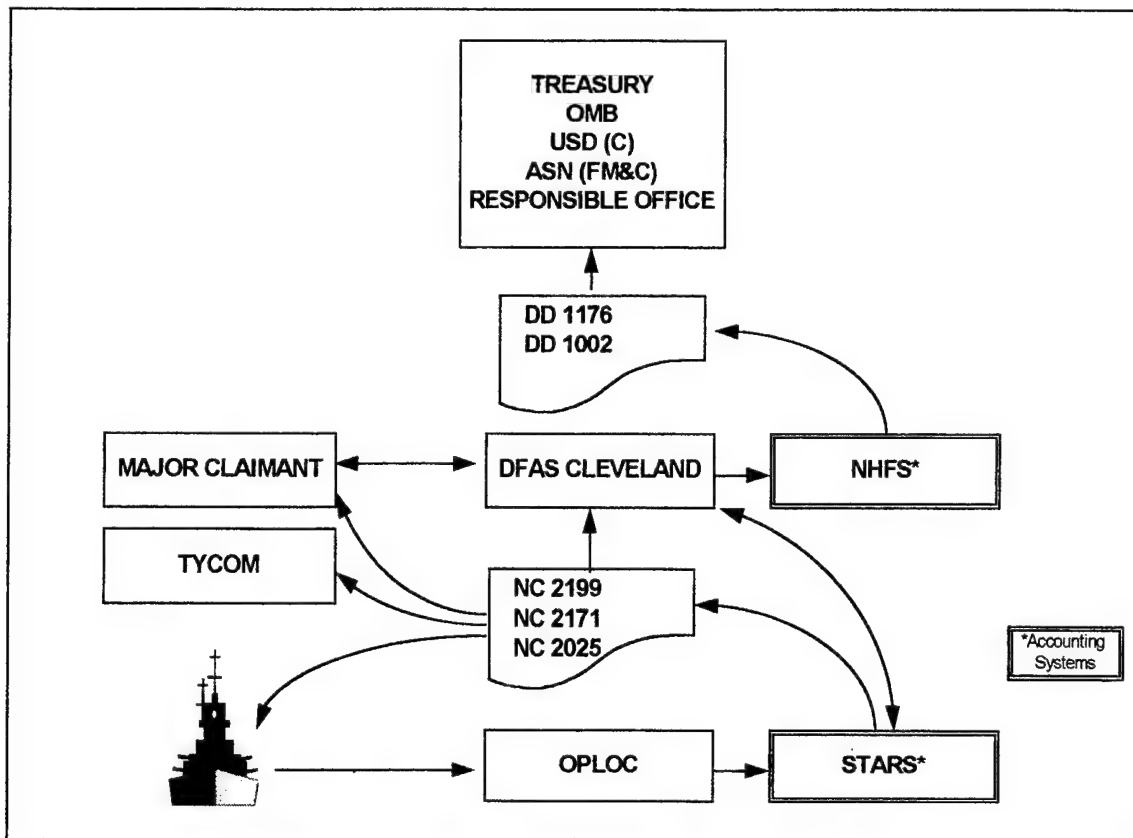 TREASURY
OMB
USD (C)
ASN (FM&C)
RESPONSIBLE OFFICE
DD 1176
DD 1002
MAJOR CLAIMANT
DFAS CLEVELAND
NHFS*
TYCOM
NC 2199
NC 2171
NC 2025
*Accounting
Systems
OPLOC
STARS*